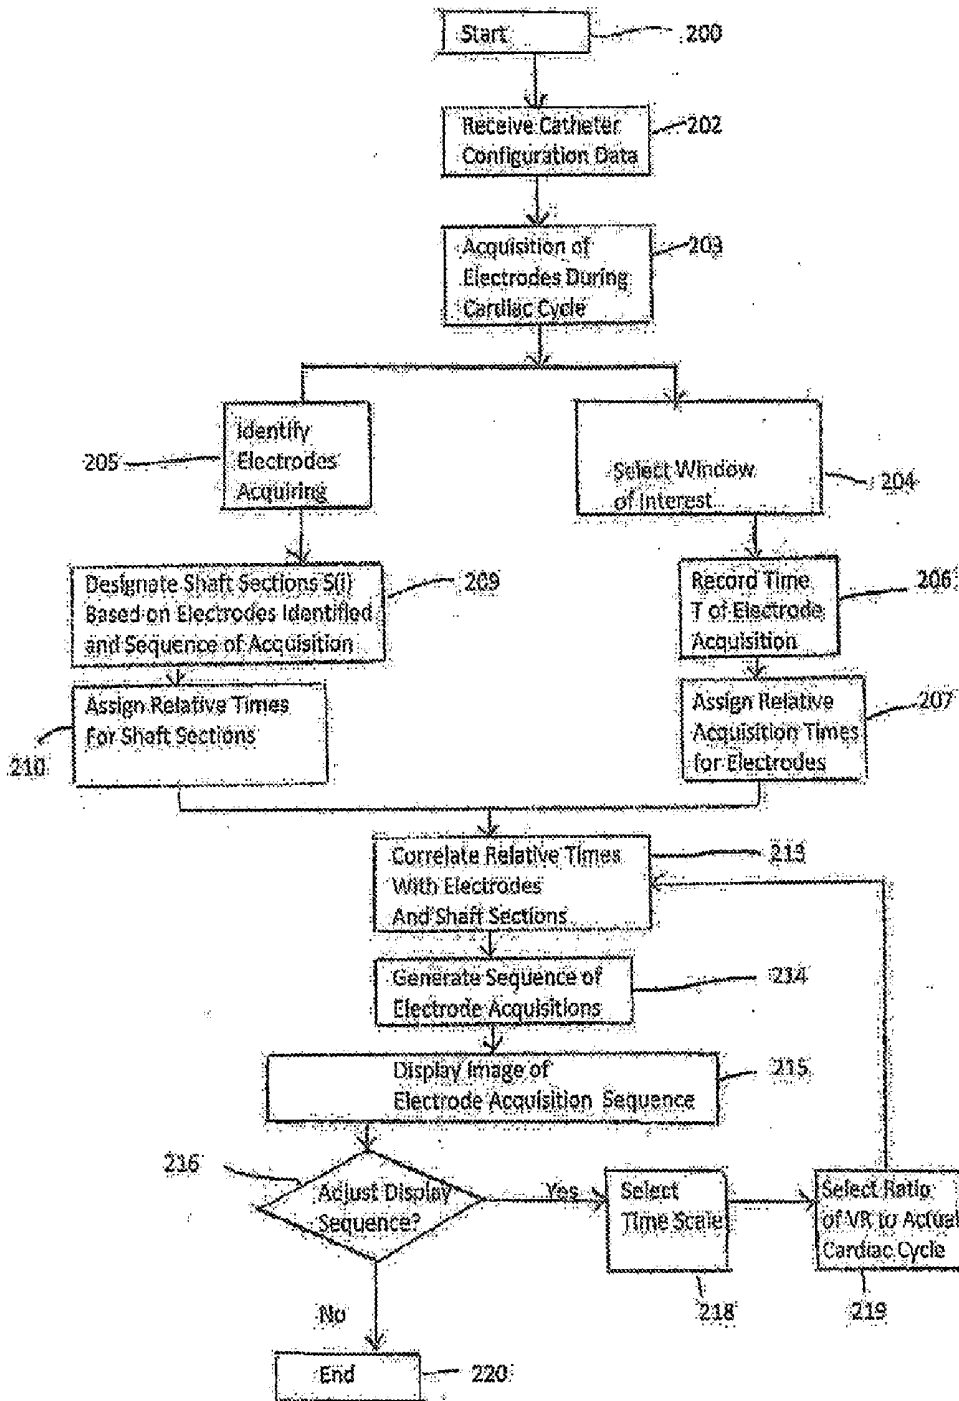 Start
200
Receive Catheter
Configuration Data
202
Acquisition of
Electrodes During
Cardiac Cycle
203
Identify
Electrodes
Acquiring
205
Select Window
of Interest
204
Designate Shaft Sections S(i)
Based on Electrodes Identified
and Sequence of Acquisition
209
Record Time
T of Electrode
Acquisition
206
Assign Relative Times
For Shaft Sections
210
Assign Relative
Acquisition Times
for Electrodes
207
Correlate Relative Times
With Electrodes
And Shaft Sections
213
Generate Sequence of
Electrode Acquisitions
214
Display Image of
Electrode Acquisition Sequence
215
216
Adjust Display
Sequence?
Yes
Select
Time Scale
218
Select Ratio
of VR to Actual
Cardiac Cycle
219
No
End
220